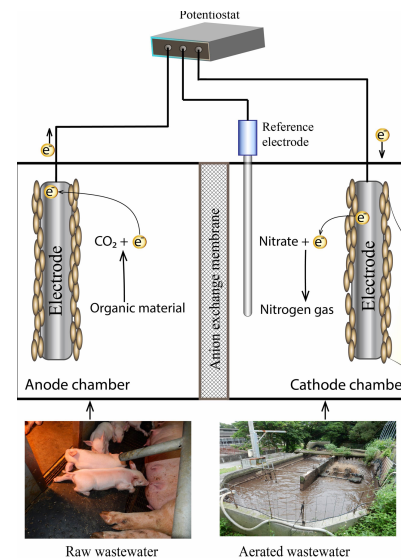 Potentiostat
e⁻
Reference
electrode
e⁻
e⁻
Electrode
CO₂ + e⁻
Organic material
Anion exchange membrane
Nitrate + e⁻
Nitrogen gas
e⁻
Electrode
Anode chamber
Cathode chambe
Raw wastewater
Aerated wastewater